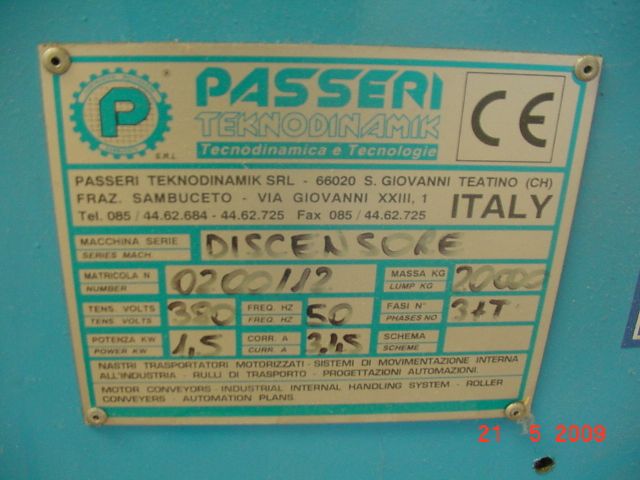 P
S.R.L.
®
PASSERI
TEKNODINAMIK
Tecnodinamica e Tecnologie
CE
PASSERI TEKNODINAMIK SRL - 66020 S. GIOVANNI TEATINO (CH)
FRAZ. SAMBUCETO - VIA GIOVANNI XXIII, 1
Tel. 085 / 44.62.684 - 44.62.725 Fax 085 / 44.62.725
ITALY
MACCHINA SERIE
SERIES MACH.
DISCENSORE
MATRICOLA N
NUMBER
0200/12
MASSA KG
LUMP KG
TENS. VOLTS
TENS. VOLTS
380
FREQ. HZ
FREQ. HZ
50
FASI N°
PHASES NO
3+T
POTENZA KW
POWER KW
1,5
CORR. A
CURR. A
3,45
SCHEMA
SCHEME
NASTRI TRASPORTATORI MOTORIZZATI - SISTEMI DI MOVIMENTAZIONE INTERNA
ALL'INDUSTRIA - RULLI DI TRASPORTO - PROGETTAZIONI AUTOMAZIONI.
MOTOR CONVEYORS - INDUSTRIAL INTERNAL HANDLING SYSTEM - ROLLER
CONVEYERS - AUTOMATION PLANS.
21 5 2009